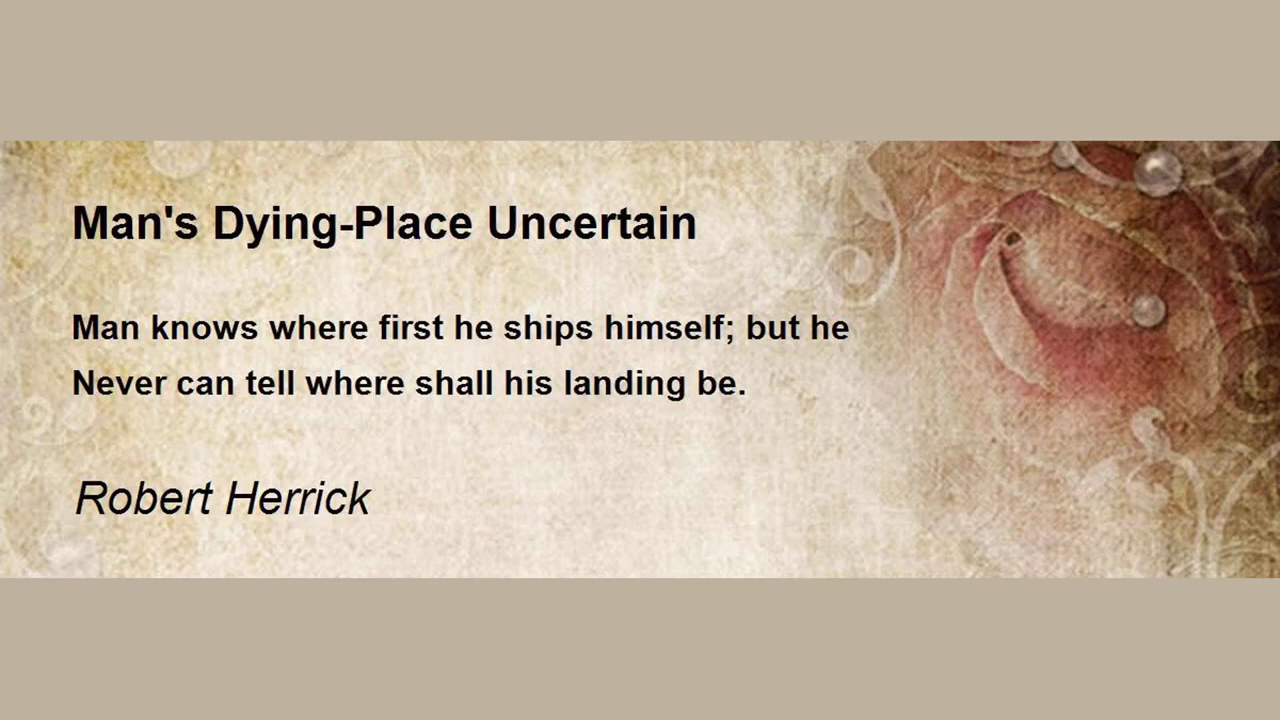 Man's Dying-Place Uncertain
Man knows where first he ships himself; but he
Never can tell where shall his landing be.
Robert Herrick